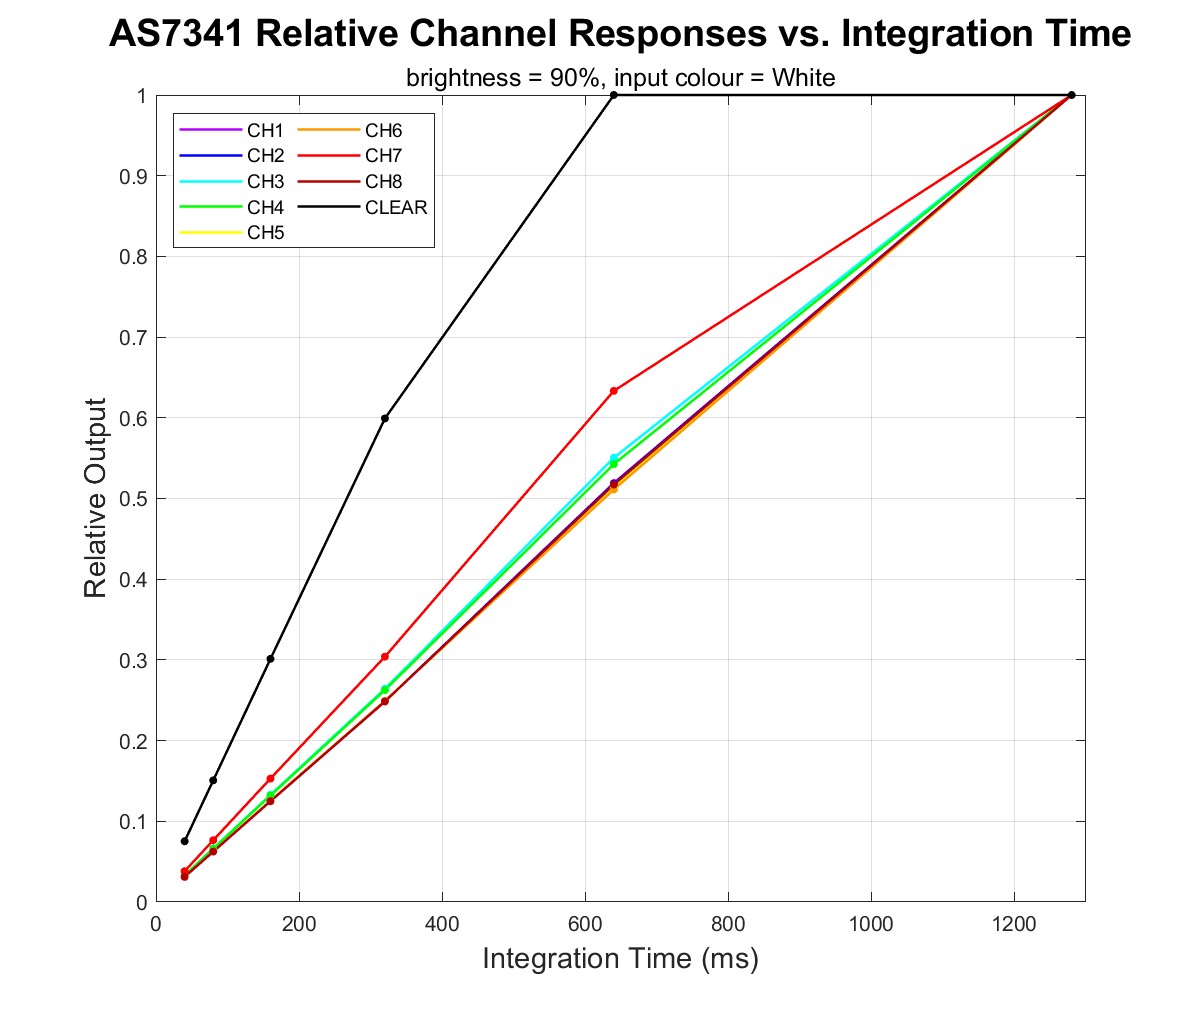 AS7341 Relative Channel Responses vs. Integration Time
brightness = 90%, input colour = White
1
0.9
0.8
0.7
0.6
0.5
0.4
0.3
0.2
0.1
0
CH1 CH6
CH2 CH7
CH3 CH8
CH4 CLEAR
CH5
Relative Output
0 200 400 600 800 1000 1200
Integration Time (ms)